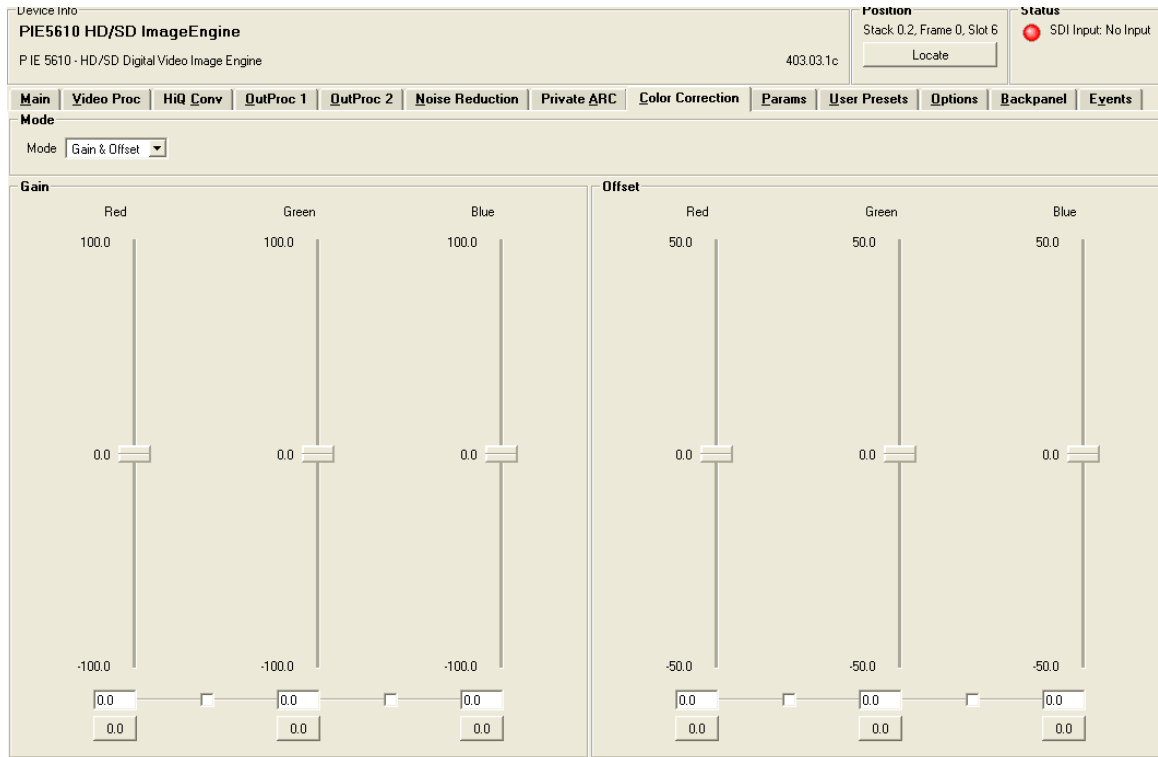 Device Info
Position
Status
PIE5610 HD/SD ImageEngine
Stack 0.2, Frame 0, Slot 6
SDI Input: No Input
PIE 5610 - HD/SD Digital Video Image Engine
403.03.1c
Locate
Main Video Proc HiQ Conv OutProc 1 OutProc 2 Noise Reduction Private ARC Color Correction Params User Presets Options Backpanel Events
Mode
Mode Gain & Offset
Gain
Offset
Red Green Blue Red Green Blue
100.0 100.0 100.0 50.0 50.0 50.0
0.0 0.0 0.0 0.0 0.0 0.0
-100.0 -100.0 -100.0 -50.0 -50.0 -50.0
0.0 0.0 0.0 0.0 0.0 0.0
0.0 0.0 0.0 0.0 0.0 0.0